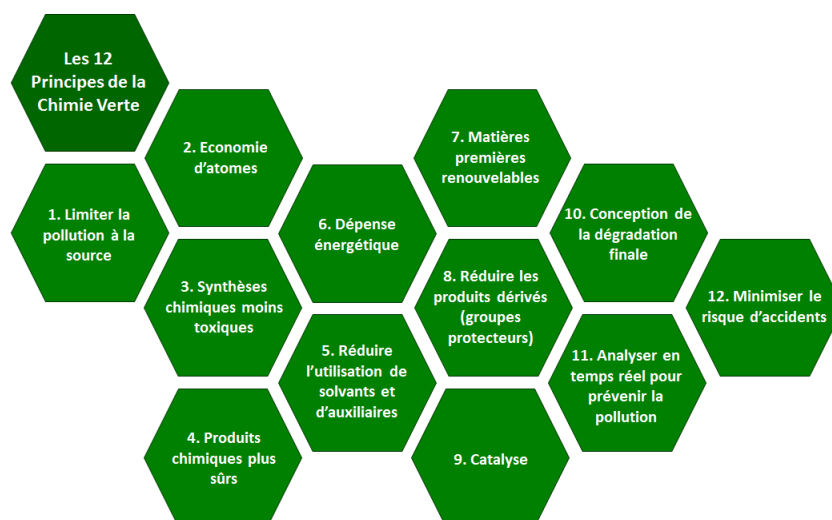 Les 12
Principes de la
Chimie Verte
1. Limiter la
pollution à la
source
2. Economie
d'atomes
3. Synthèses
chimiques moins
toxiques
4. Produits
chimiques plus
sûrs
5. Réduire
l'utilisation de
solvants et
d'auxiliaires
6. Dépense
énergétique
7. Matières
premières
renouvelables
8. Réduire les
produits dérivés
(groupes
protecteurs)
9. Catalyse
10. Conception de
la dégradation
finale
11. Analyser en
temps réel pour
prévenir la
pollution
12. Minimiser le
risque d'accidents